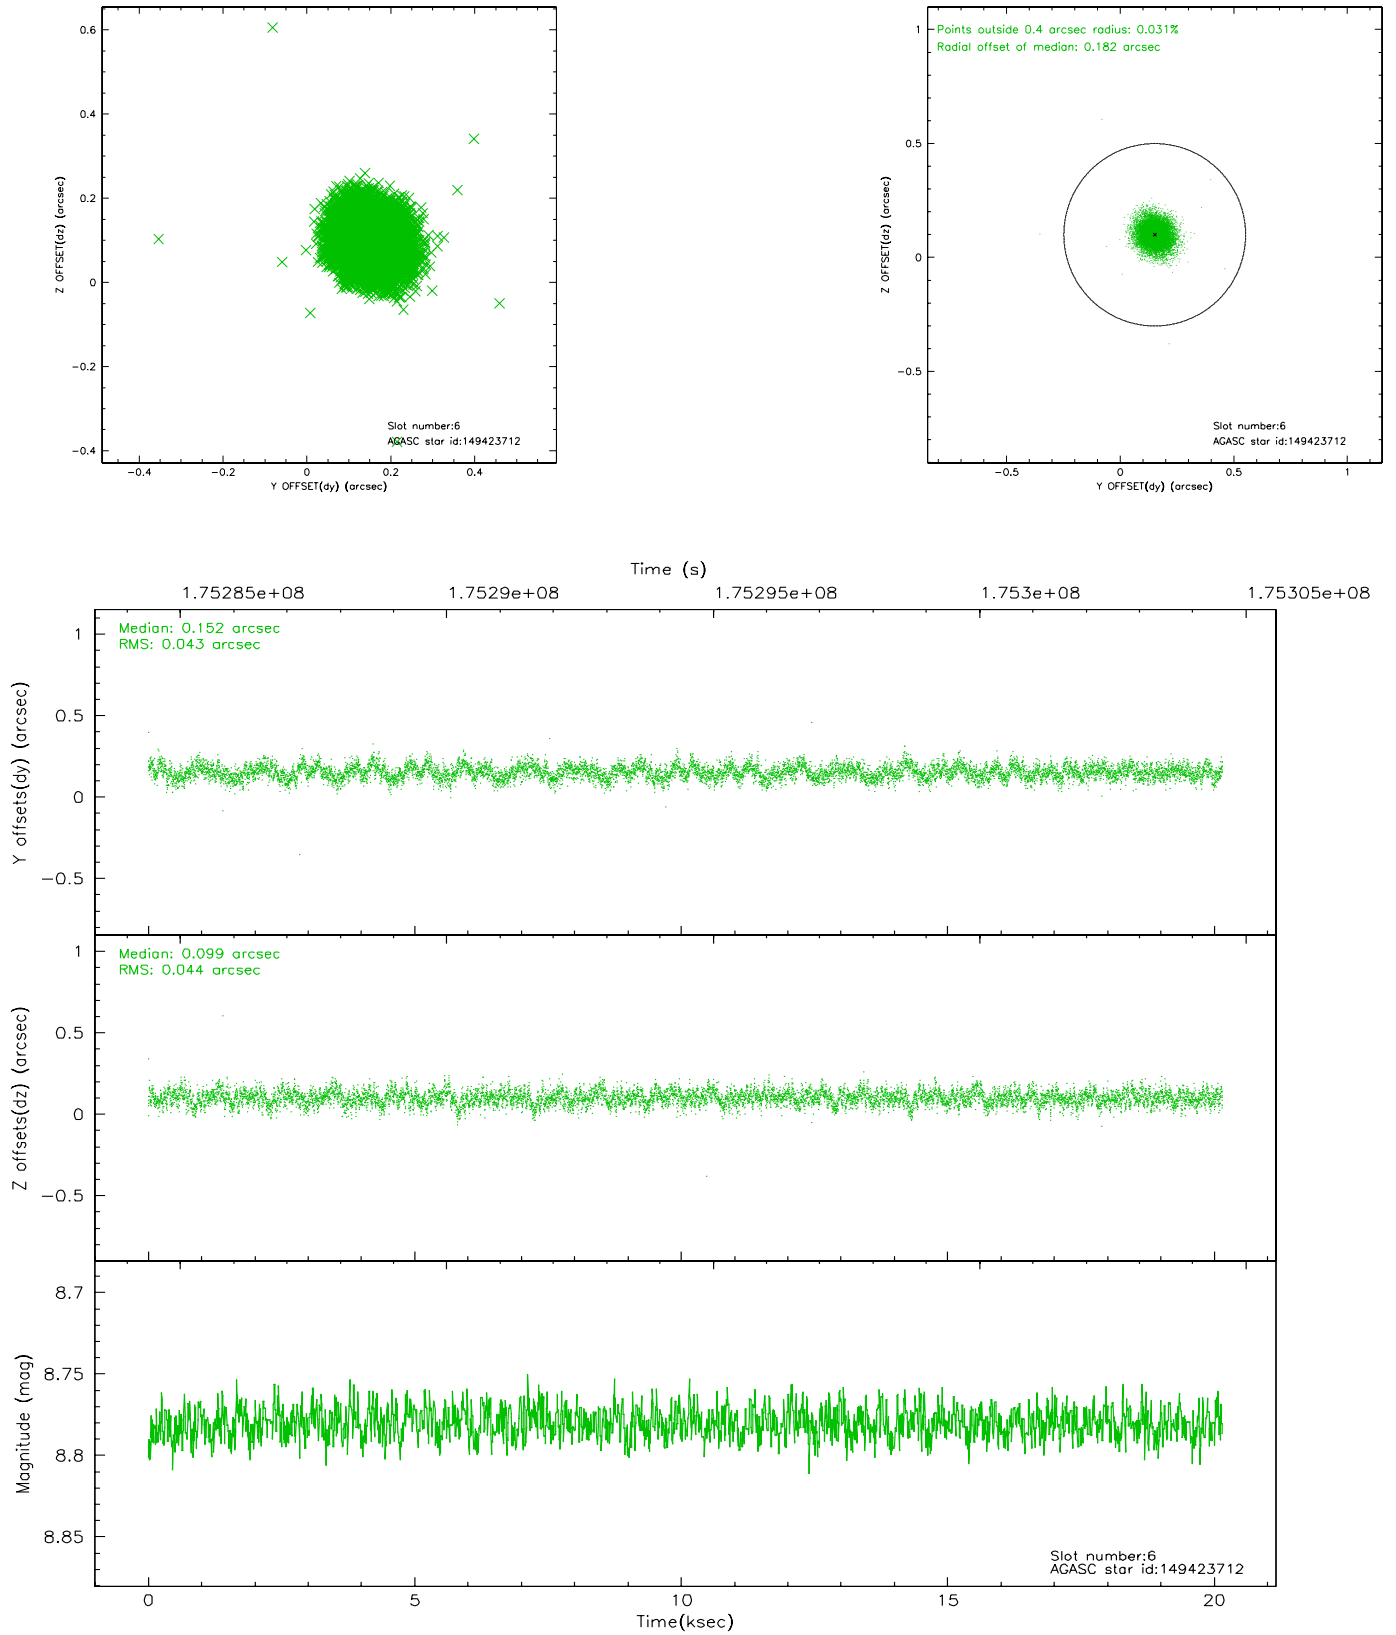 0.6
0.4
0.2
0
−0.2
−0.4
Z OFFSET(dz) (arcsec)
Slot number:6
AGASC star id:149423712
−0.4 −0.2 0 0.2 0.4
Y OFFSET(dy) (arcsec)
Points outside 0.4 arcsec radius: 0.031%
Radial offset of median: 0.182 arcsec
1
0.5
0
−0.5
Z OFFSET(dz) (arcsec)
Slot number:6
AGASC star id:149423712
−0.5 0 0.5 1
Y OFFSET(dy) (arcsec)
Time (s)
1.75285e+08 1.7529e+08 1.75295e+08 1.753e+08 1.75305e+08
Median: 0.152 arcsec
RMS: 0.043 arcsec
1
0.5
0
−0.5
Y offsets(dy) (arcsec)
Median: 0.099 arcsec
RMS: 0.044 arcsec
1
0.5
0
−0.5
Z offsets(dz) (arcsec)
8.7
8.75
8.8
8.85
Magnitude (mag)
Slot number:6
AGASC star id:149423712
0 5 10 15 20
Time(ksec)